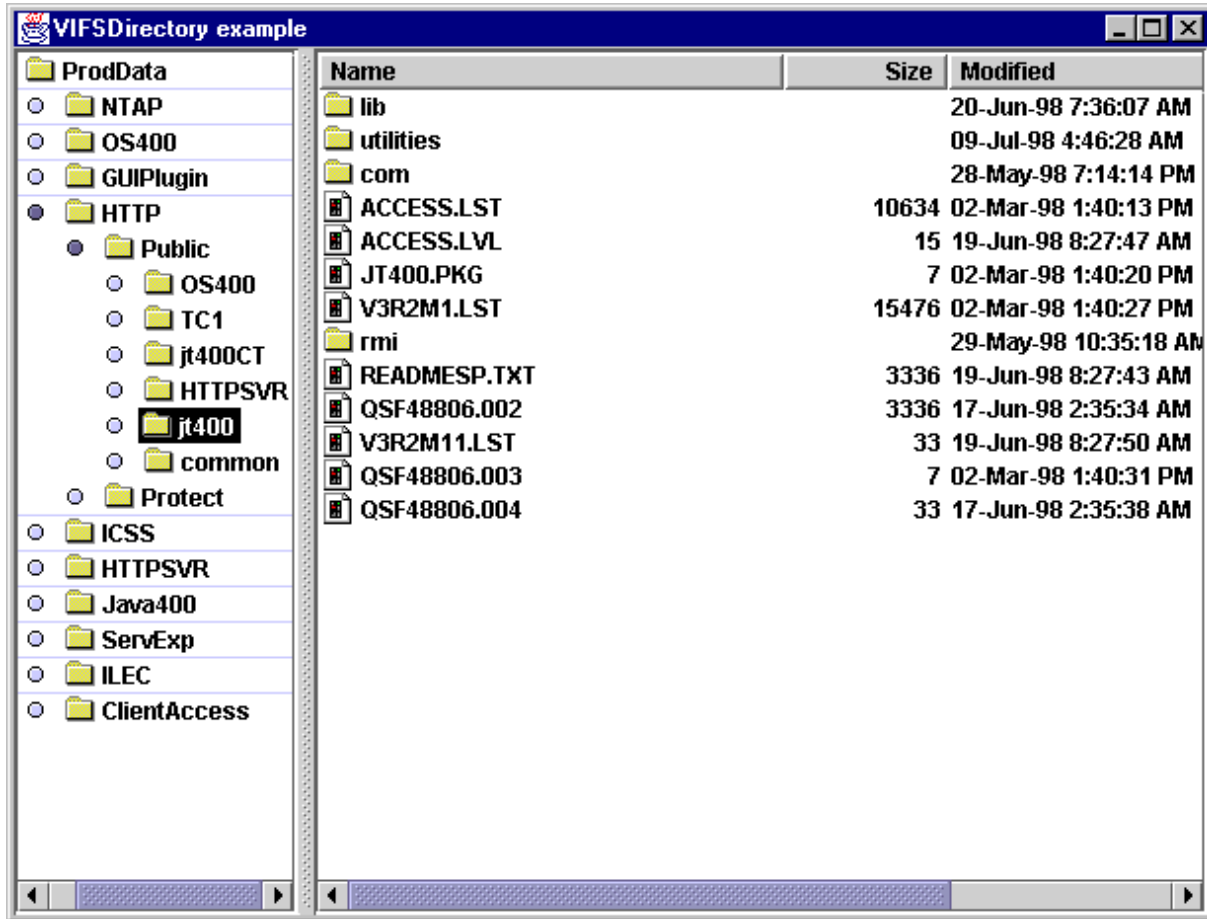 VIFSDirectory example
ProdData
NTAP
OS400
GUIPlugin
HTTP
Public
OS400
TC1
jt400CT
HTTPSVR
jt400
common
Protect
ICSS
HTTPSVR
Java400
ServExp
ILEC
ClientAccess
Name Size Modified
lib 20-Jun-98 7:36:07 AM
utilities 09-Jul-98 4:46:28 AM
com 28-May-98 7:14:14 PM
ACCESS.LST 10634 02-Mar-98 1:40:13 PM
ACCESS.LVL 15 19-Jun-98 8:27:47 AM
JT400.PKG 7 02-Mar-98 1:40:20 PM
V3R2M1.LST 15476 02-Mar-98 1:40:27 PM
rmi 29-May-98 10:35:18 AM
READMESP.TXT 3336 19-Jun-98 8:27:43 AM
QSF48806.002 3336 17-Jun-98 2:35:34 AM
V3R2M11.LST 33 19-Jun-98 8:27:50 AM
QSF48806.003 7 02-Mar-98 1:40:31 PM
QSF48806.004 33 17-Jun-98 2:35:38 AM